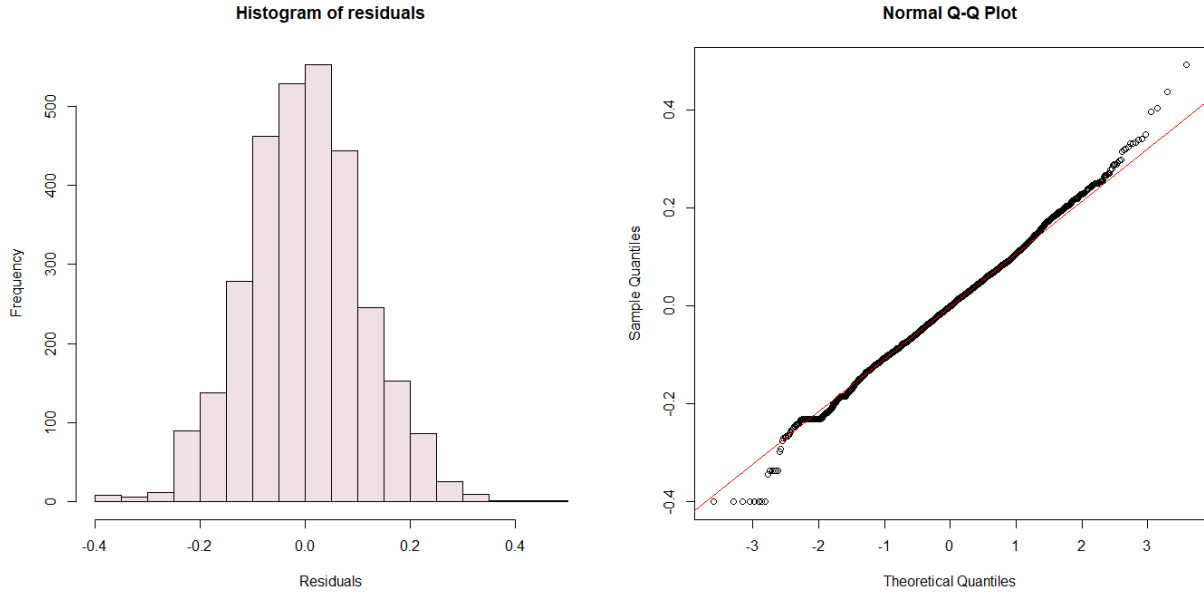 Histogram of residuals
Frequency
500
400
300
200
100
0
-0.4 -0.2 0.0 0.2 0.4
Residuals
Normal Q-Q Plot
Sample Quantiles
0.4
0.2
0.0
-0.2
-0.4
-3 -2 -1 0 1 2 3
Theoretical Quantiles